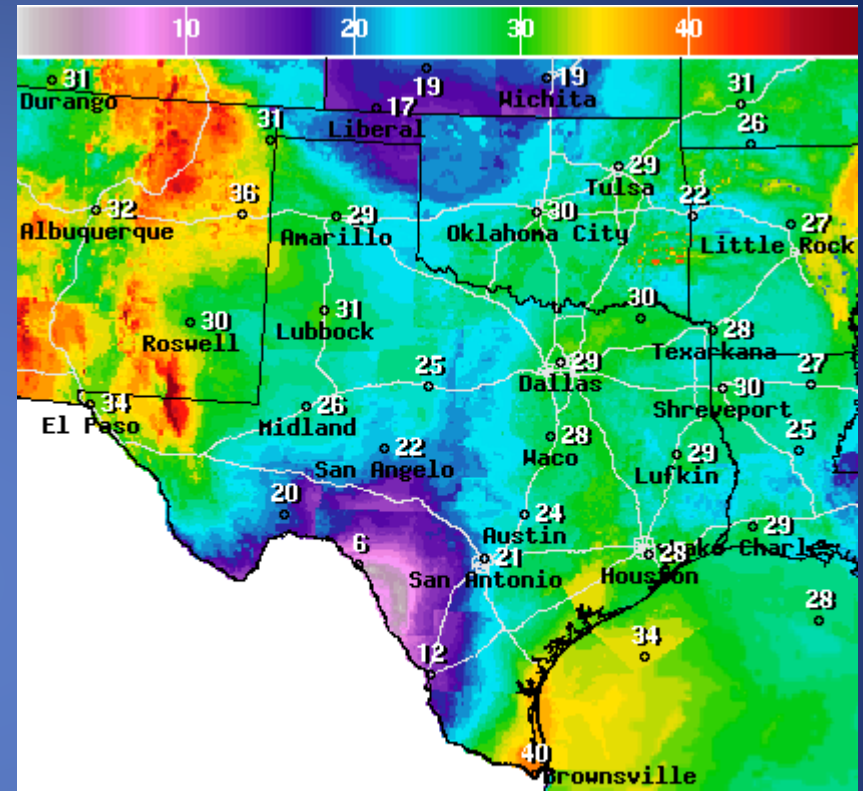 10 20 30 40
31
Durango
19
19
Wichita
17
Liberal
31
26
31
29
Tulsa
32
Albuquerque
36
29
Amarillo
30
Oklahoma City
22
27
Little Rock
30
Roswell
31
Lubbock
30
28
Texarkana
25
29
Dallas
30
Shreveport
27
34
El Paso
26
Midland
22
San Angelo
28
Waco
29
Lufkin
25
20
24
Austin
29
Lake Charles
6
21
San Antonio
28
Houston
28
12
34
40
Brownsville